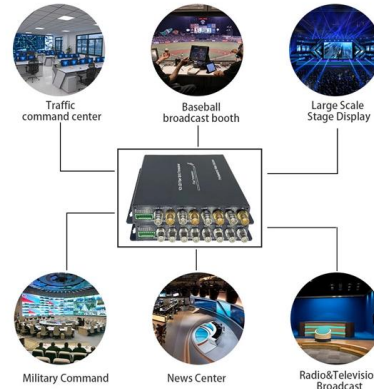 Traffic
command center
Baseball
broadcast booth
Large Scale
Stage Display
Military Command
News Center
Radio&Televisio
Broadcast